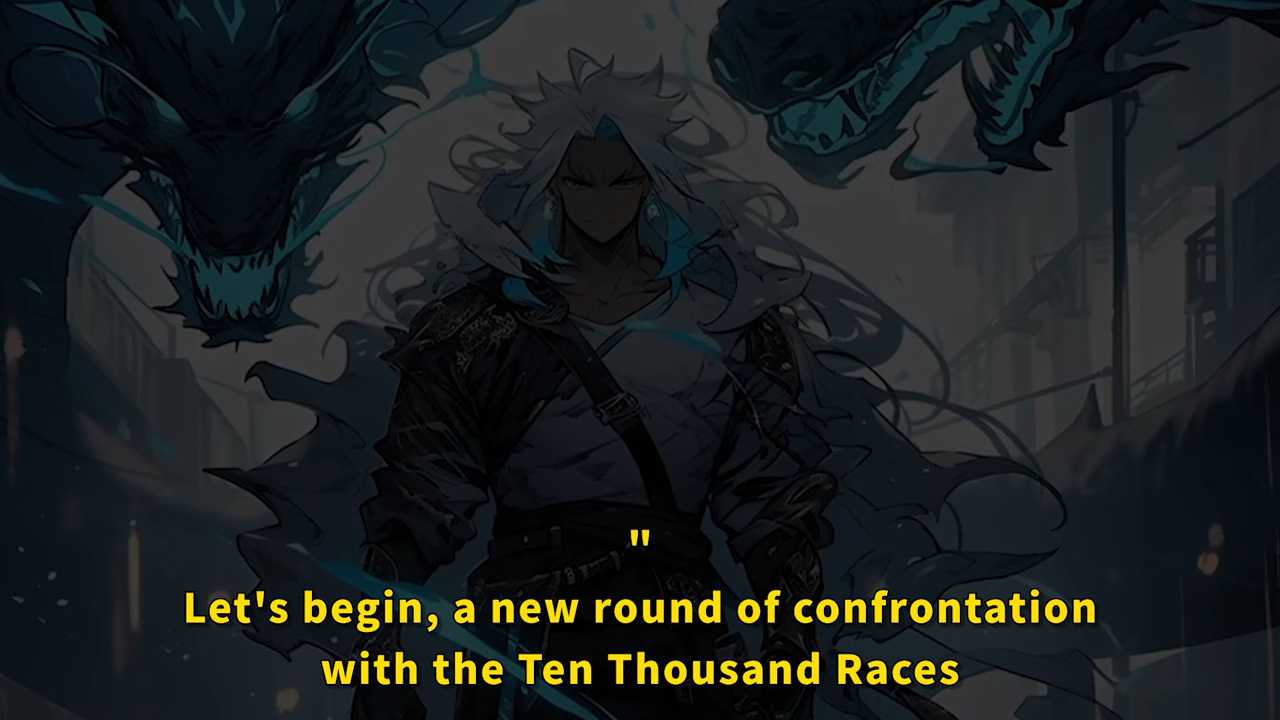 "
Let's begin, a new round of confrontation
with the Ten Thousand Races